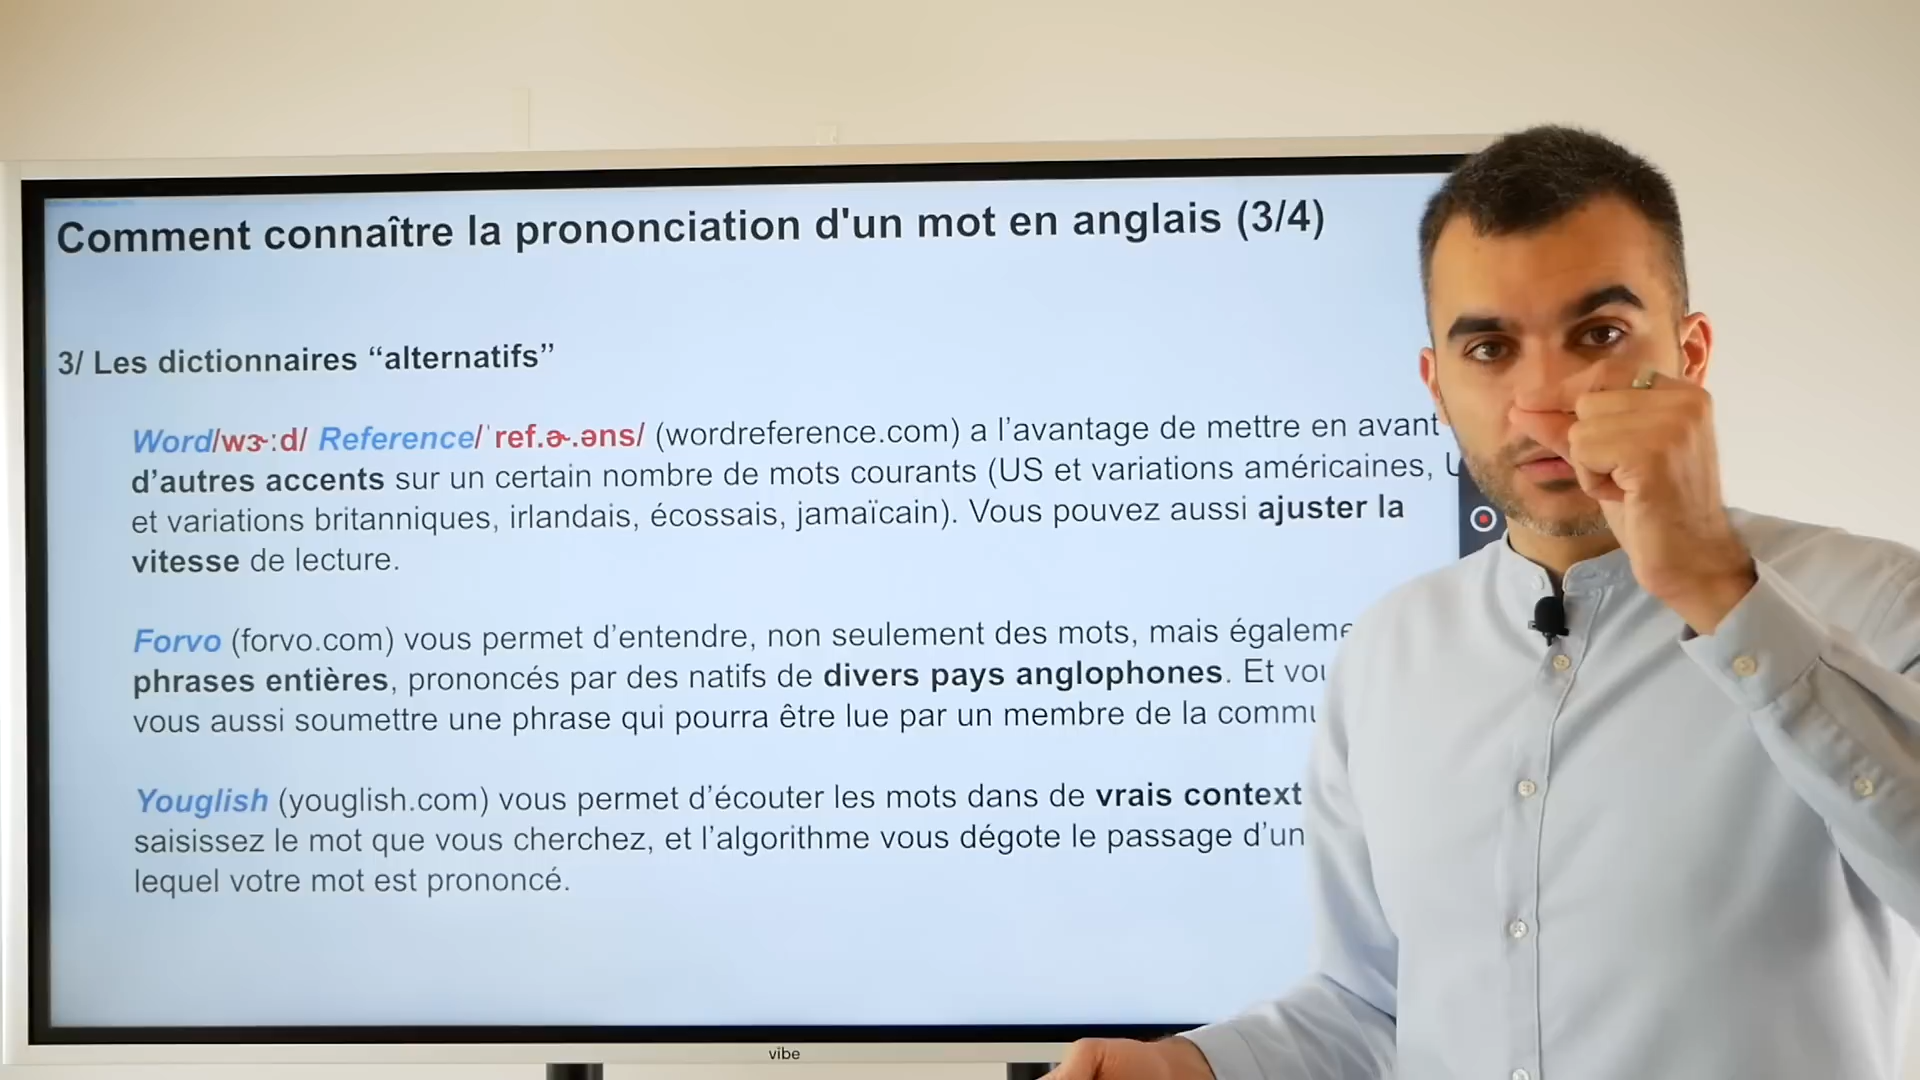 Comment connaître la prononciation d'un mot en anglais (3/4)
3/ Les dictionnaires “alternatifs”
Word/wɝːd/ Reference/ˈref.ɚ.əns/ (wordreference.com) a l’avantage de mettre en avant
d’autres accents sur un certain nombre de mots courants (US et variations américaines,
et variations britanniques, irlandais, écossais, jamaïcain). Vous pouvez aussi ajuster la
vitesse de lecture.
Forvo (forvo.com) vous permet d’entendre, non seulement des mots, mais égaleme
phrases entières, prononcés par des natifs de divers pays anglophones. Et vou
vous aussi soumettre une phrase qui pourra être lue par un membre de la commu
Youglish (youglish.com) vous permet d’écouter les mots dans de vrais context
saisissez le mot que vous cherchez, et l’algorithme vous dégote le passage d’un
lequel votre mot est prononcé.
vibe